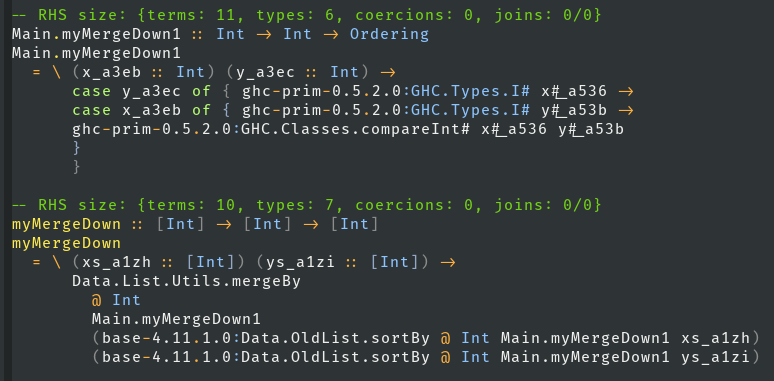 -- RHS size: {terms: 11, types: 6, coercions: 0, joins: 0/0}
Main.myMergeDown1 :: Int -> Int -> Ordering
Main.myMergeDown1
  = \ (x_a3eb :: Int) (y_a3ec :: Int) ->
      case y_a3ec of { ghc-prim-0.5.2.0:GHC.Types.I# x#_a536 ->
      case x_a3eb of { ghc-prim-0.5.2.0:GHC.Types.I# y#_a53b ->
      ghc-prim-0.5.2.0:GHC.Classes.compareInt# x#_a536 y#_a53b
      }
      }
-- RHS size: {terms: 10, types: 7, coercions: 0, joins: 0/0}
myMergeDown :: [Int] -> [Int] -> [Int]
myMergeDown
  = \ (xs_a1zh :: [Int]) (ys_a1zi :: [Int]) ->
      Data.List.Utils.mergeBy
        @ Int
        Main.myMergeDown1
        (base-4.11.1.0:Data.OldList.sortBy @ Int Main.myMergeDown1 xs_a1zh)
        (base-4.11.1.0:Data.OldList.sortBy @ Int Main.myMergeDown1 ys_a1zi)